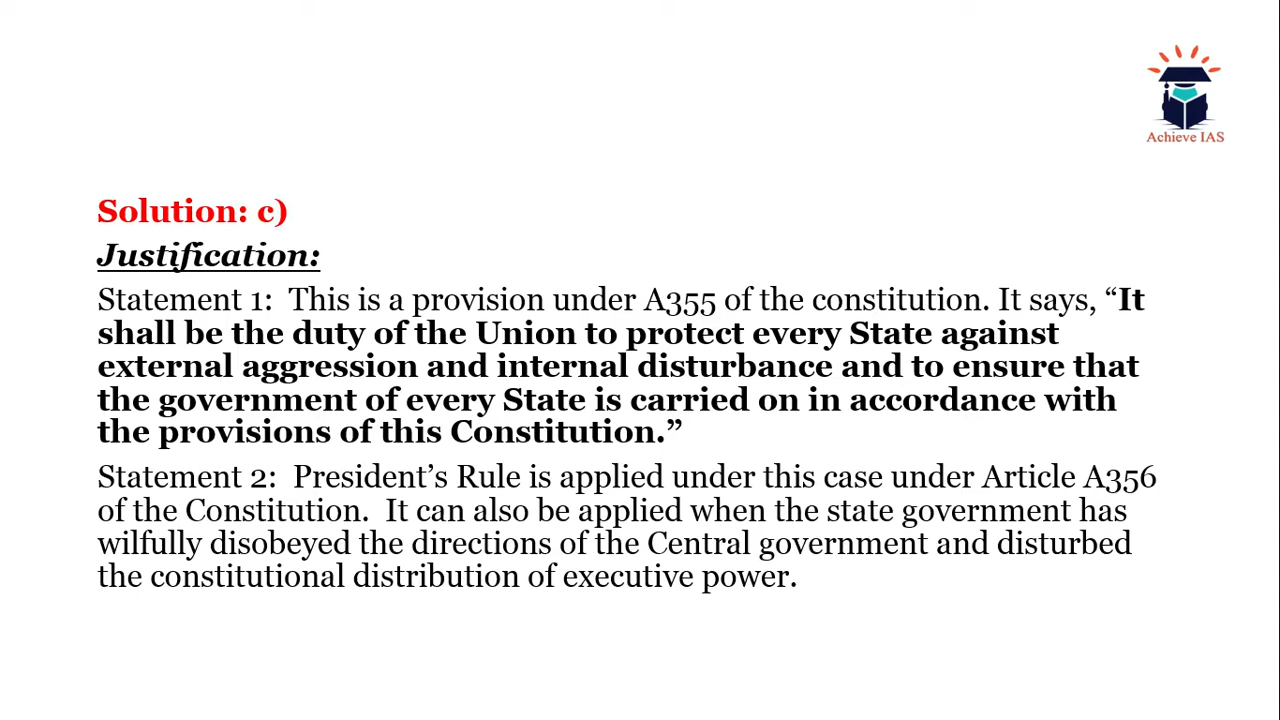 Achieve IAS
Solution: c)
Justification:
Statement 1:  This is a provision under A355 of the constitution. It says, “It
shall be the duty of the Union to protect every State against
external aggression and internal disturbance and to ensure that
the government of every State is carried on in accordance with
the provisions of this Constitution.”
Statement 2:  President’s Rule is applied under this case under Article A356
of the Constitution.  It can also be applied when the state government has
wilfully disobeyed the directions of the Central government and disturbed
the constitutional distribution of executive power.